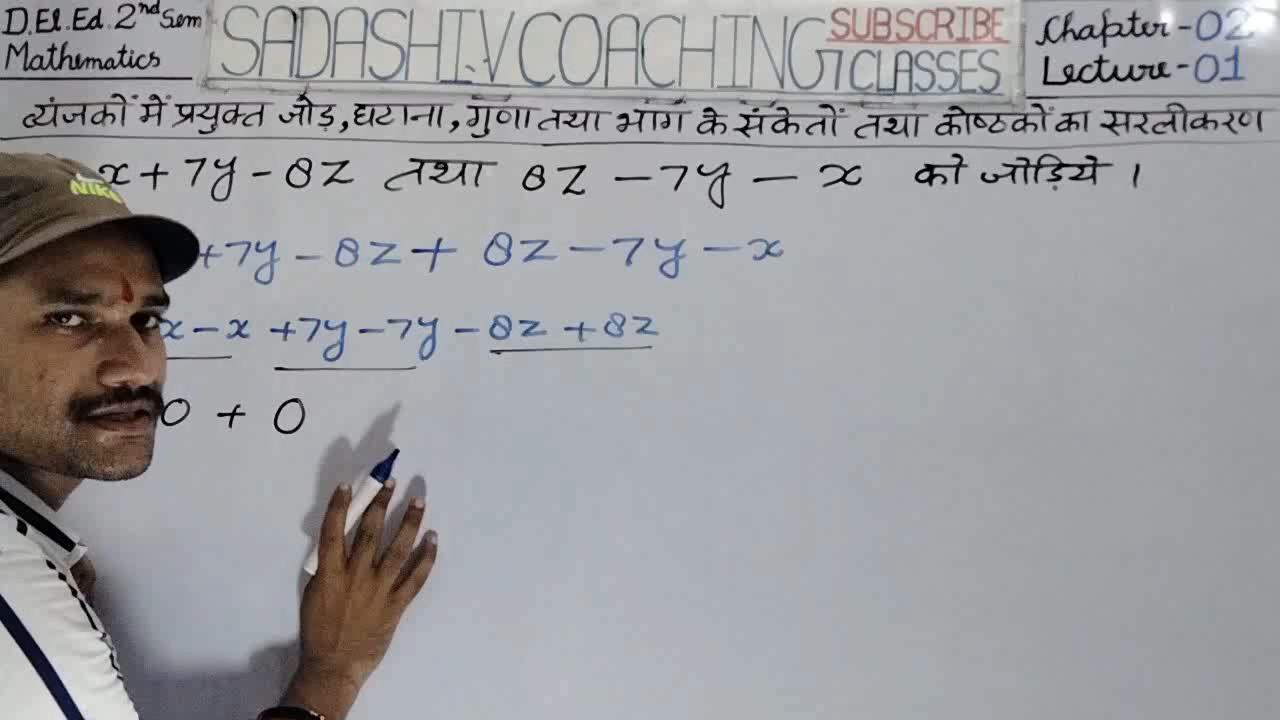 D.El.Ed. 2nd Sem
Mathematics
SADASHIV COACHING CLASSES
SUBSCRIBE
Chapter-02
Lecture-01
व्यंजकों में प्रयुक्त जोड़, घटाना, गुणा तथा भाग के संकेतों तथा कोष्ठकों का सरलीकरण
x + 7y - 8z तथा 8z - 7y - x को जोड़िये ।
+7y - 8z + 8z - 7y - x
x - x + 7y - 7y - 8z + 8z
0 + 0
NIKE